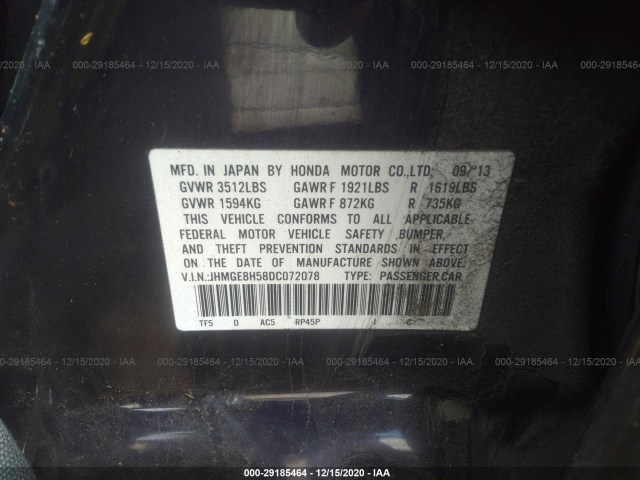 000-29185464 - 12/15/2020 - IAA
000-29185464 - 12/15/2020 - IAA
000-29185464 - 12/15/2020 - IAA
MFD. IN JAPAN BY HONDA MOTOR CO.,LTD. 09/'13
GVWR 3512LBS GAWR F 1921LBS R 1619LBS
GVWR 1594KG GAWR F 872KG R 735KG
THIS VEHICLE CONFORMS TO ALL APPLICABLE
FEDERAL MOTOR VEHICLE SAFETY ,BUMPER,
AND THEFT PREVENTION STANDARDS IN EFFECT
ON THE DATE OF MANUFACTURE SHOWN ABOVE.
V.I.N.:JHMGE8H58DC072078 TYPE: PASSENGER CAR
TF5 0 AC5 -RP45P J G
000-29185464 - 12/15/2020 - IAA
000-29185464 - 12/15/2020 - IAA
000-29185464 - 12/15/2020 - IAA
000-29185464 - 12/15/2020 - IAA